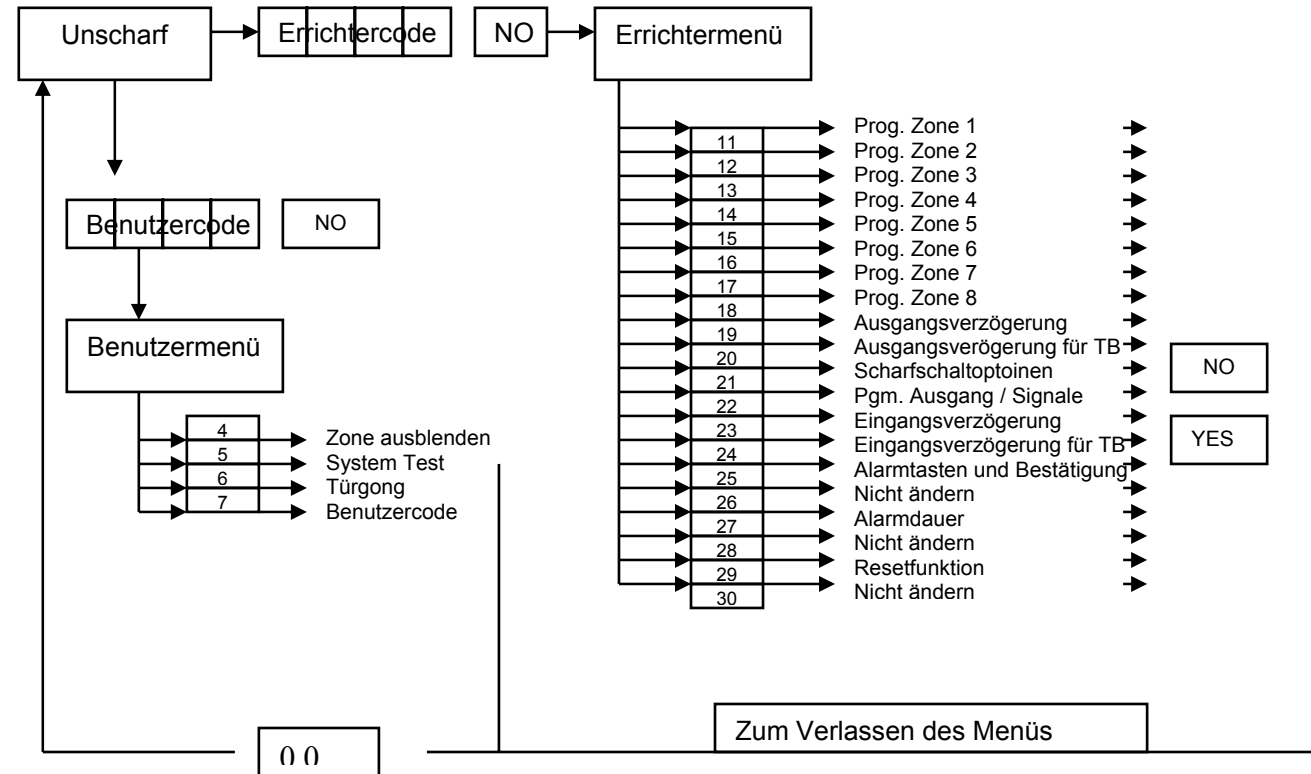 Unscharf
Errichtercode
NO
Errichtermenü
Benutzercode
NO
Benutzermenü
4 Zone ausblenden
5 System Test
6 Türgong
7 Benutzercode
Prog. Zone 1
11
Prog. Zone 2
12
Prog. Zone 3
13
Prog. Zone 4
14
Prog. Zone 5
15
Prog. Zone 6
16
Prog. Zone 7
17
Prog. Zone 8
18
Ausgangsverzögerung
19
Ausgangsverögerung für TB
20
Scharfschaltoptoinen
21
Pgm. Ausgang / Signale
22
Eingangsverzögerung
23
Eingangsverzögerung für TB
24
Alarmtasten und Bestätigung
25
Nicht ändern
26
Alarmdauer
27
Nicht ändern
28
Resetfunktion
29
Nicht ändern
30
NO
YES
0 0
Zum Verlassen des Menüs